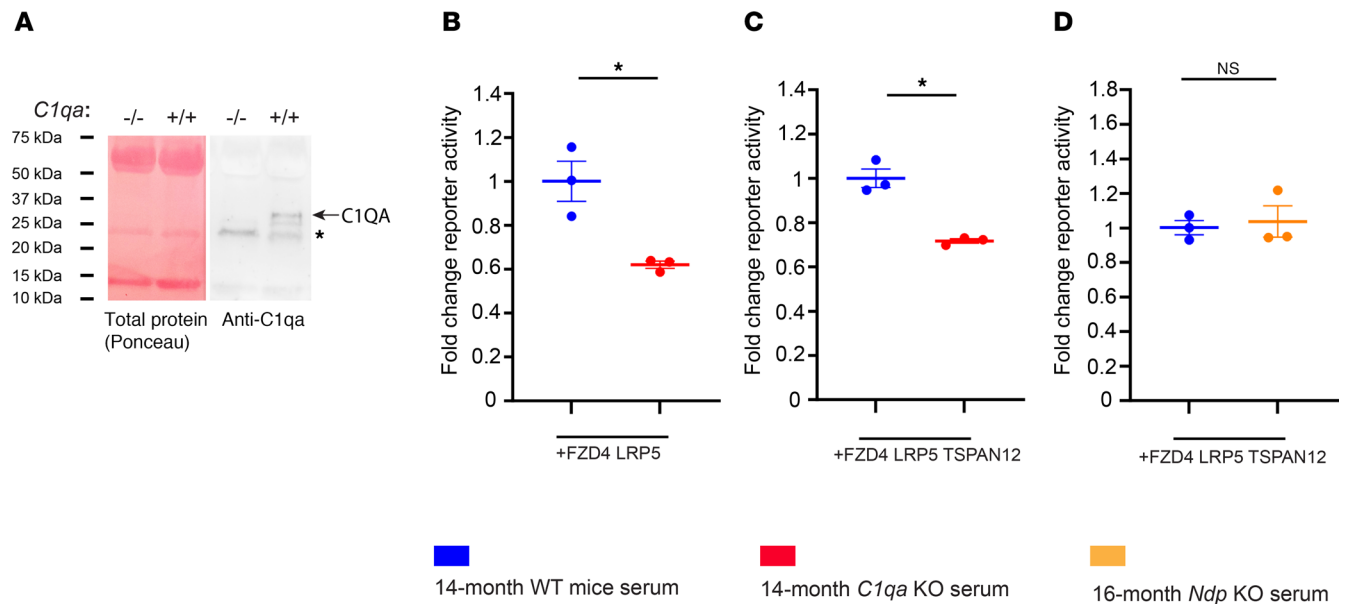 A
C1qa:
-/-
+/+
-/-
+/+
75 kDa
50 kDa
37 kDa
25 kDa
20 kDa
15 kDa
10 kDa
C1QA
*
Total protein
(Ponceau)
Anti-C1qa
B
*
Fold change reporter activity
1.4
1.2
1
0.8
0.6
0.4
0.2
0
+FZD4 LRP5
C
*
Fold change reporter activity
1.4
1.2
1
0.8
0.6
0.4
0.2
0
+FZD4 LRP5 TSPAN12
D
NS
Fold change reporter activity
1.8
1.6
1.4
1.2
1
0.8
0.6
0.4
0.2
0
+FZD4 LRP5 TSPAN12
14-month WT mice serum
14-month C1qa KO serum
16-month Ndp KO serum